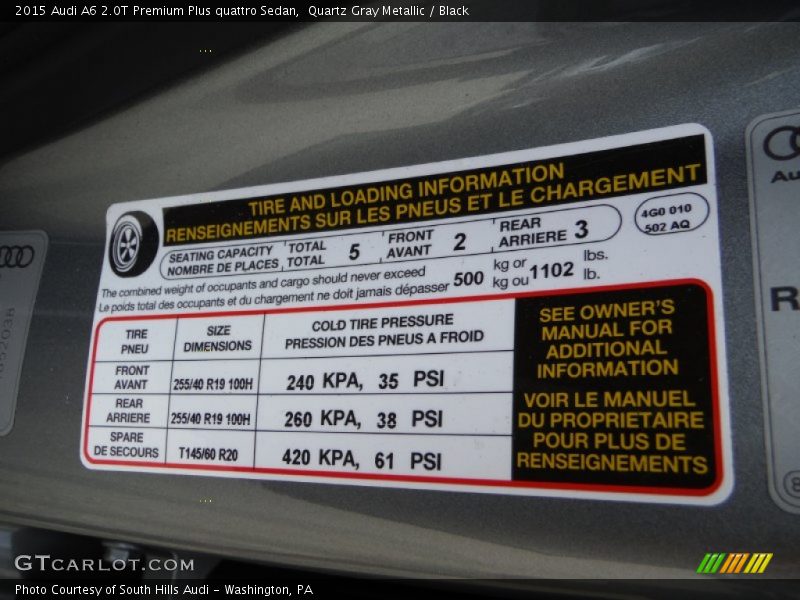 2015 Audi A6 2.0T Premium Plus quattro Sedan, Quartz Gray Metallic / Black
TIRE AND LOADING INFORMATION
RENSEIGNEMENTS SUR LES PNEUS ET LE CHARGEMENT
SEATING CAPACITY TOTAL 5 FRONT 2 REAR 3
NOMBRE DE PLACES TOTAL AVANT ARRIERE
4G0 010
502 AQ
The combined weight of occupants and cargo should never exceed 500 kg or 1102 lbs.
Le poids total des occupants et du chargement ne doit jamais dépasser kg ou lb.
TIRE SIZE COLD TIRE PRESSURE
PNEU DIMENSIONS PRESSION DES PNEUS A FROID
FRONT
AVANT 255/40 R19 100H 240 KPA, 35 PSI
REAR
ARRIERE 255/40 R19 100H 260 KPA, 38 PSI
SPARE
DE SECOURS T145/60 R20 420 KPA, 61 PSI
SEE OWNER'S
MANUAL FOR
ADDITIONAL
INFORMATION
VOIR LE MANUEL
DU PROPRIETAIRE
POUR PLUS DE
RENSEIGNEMENTS
GTCARLOT.COM
Photo Courtesy of South Hills Audi - Washington, PA